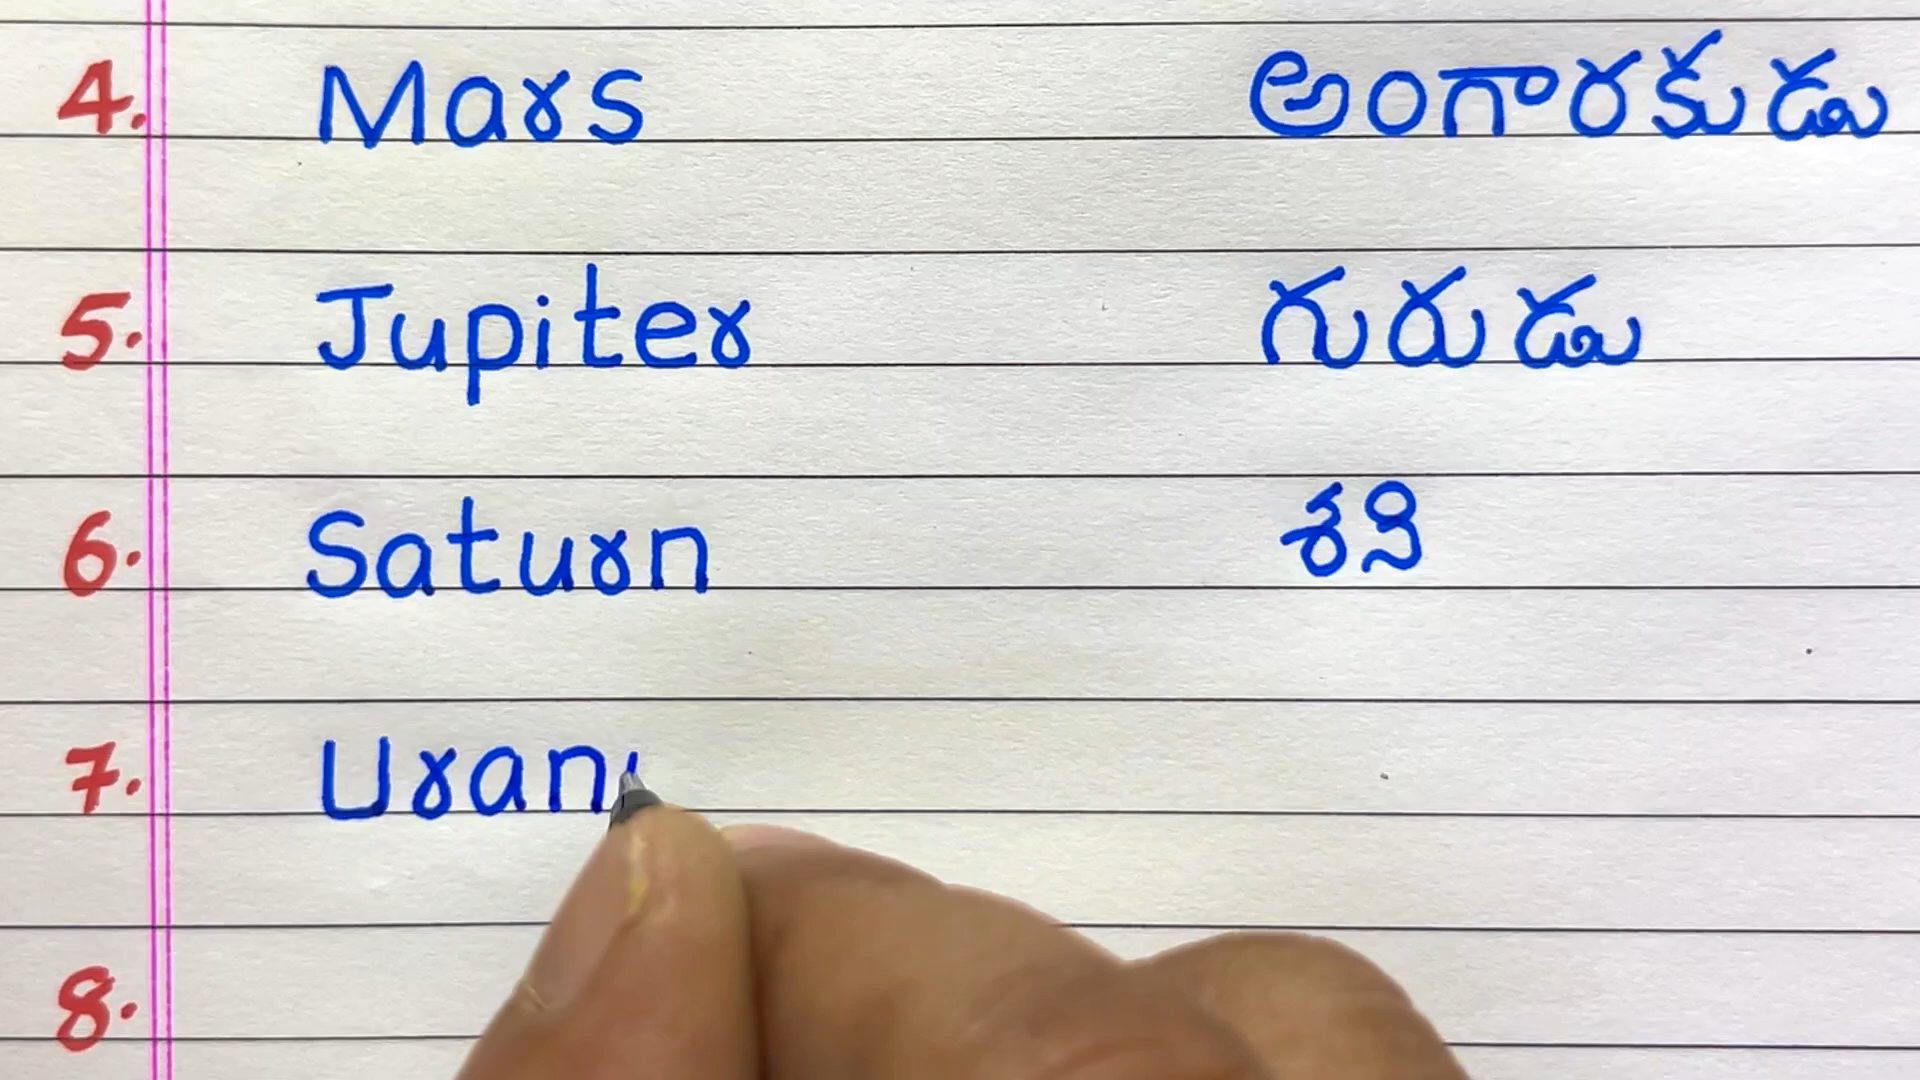 4. Mars అంగారకుడు
5. Jupiter గురుడు
6. Saturn శని
7. Uran
8.